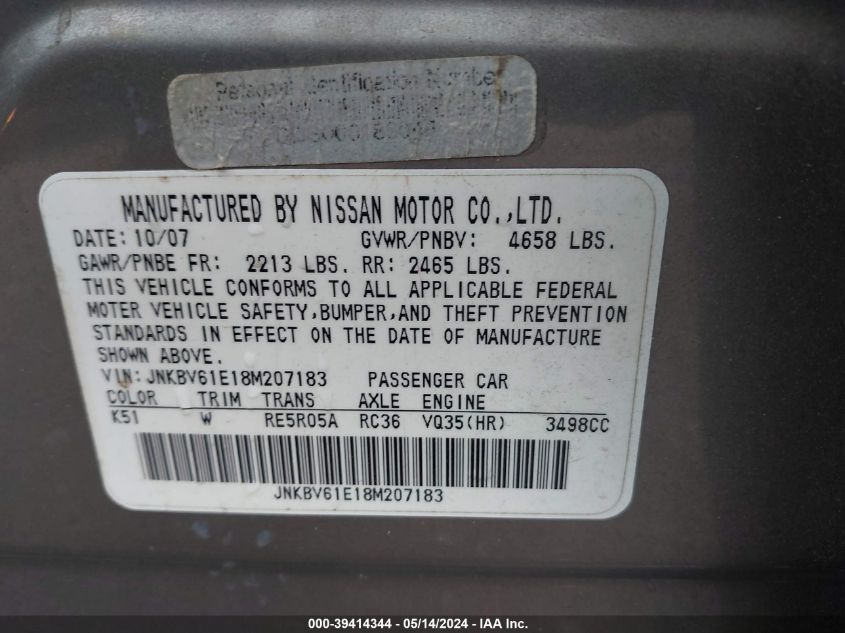 Identification Number
MANUFACTURED BY NISSAN MOTOR CO.,LTD.
DATE: 10/07 GVWR/PNBV: 4658 LBS.
GAWR/PNBE FR: 2213 LBS. RR: 2465 LBS.
THIS VEHICLE CONFORMS TO ALL APPLICABLE FEDERAL
MOTER VEHICLE SAFETY,BUMPER,AND THEFT PREVENTION
STANDARDS IN EFFECT ON THE DATE OF MANUFACTURE
SHOWN ABOVE.
VIN: JNKBV61E18M207183 PASSENGER CAR
COLOR TRIM TRANS AXLE ENGINE
K51 W RE5R05A RC36 VQ35(HR) 3498CC
JNKBV61E18M207183
000-39414344 - 05/14/2024 - IAA Inc.